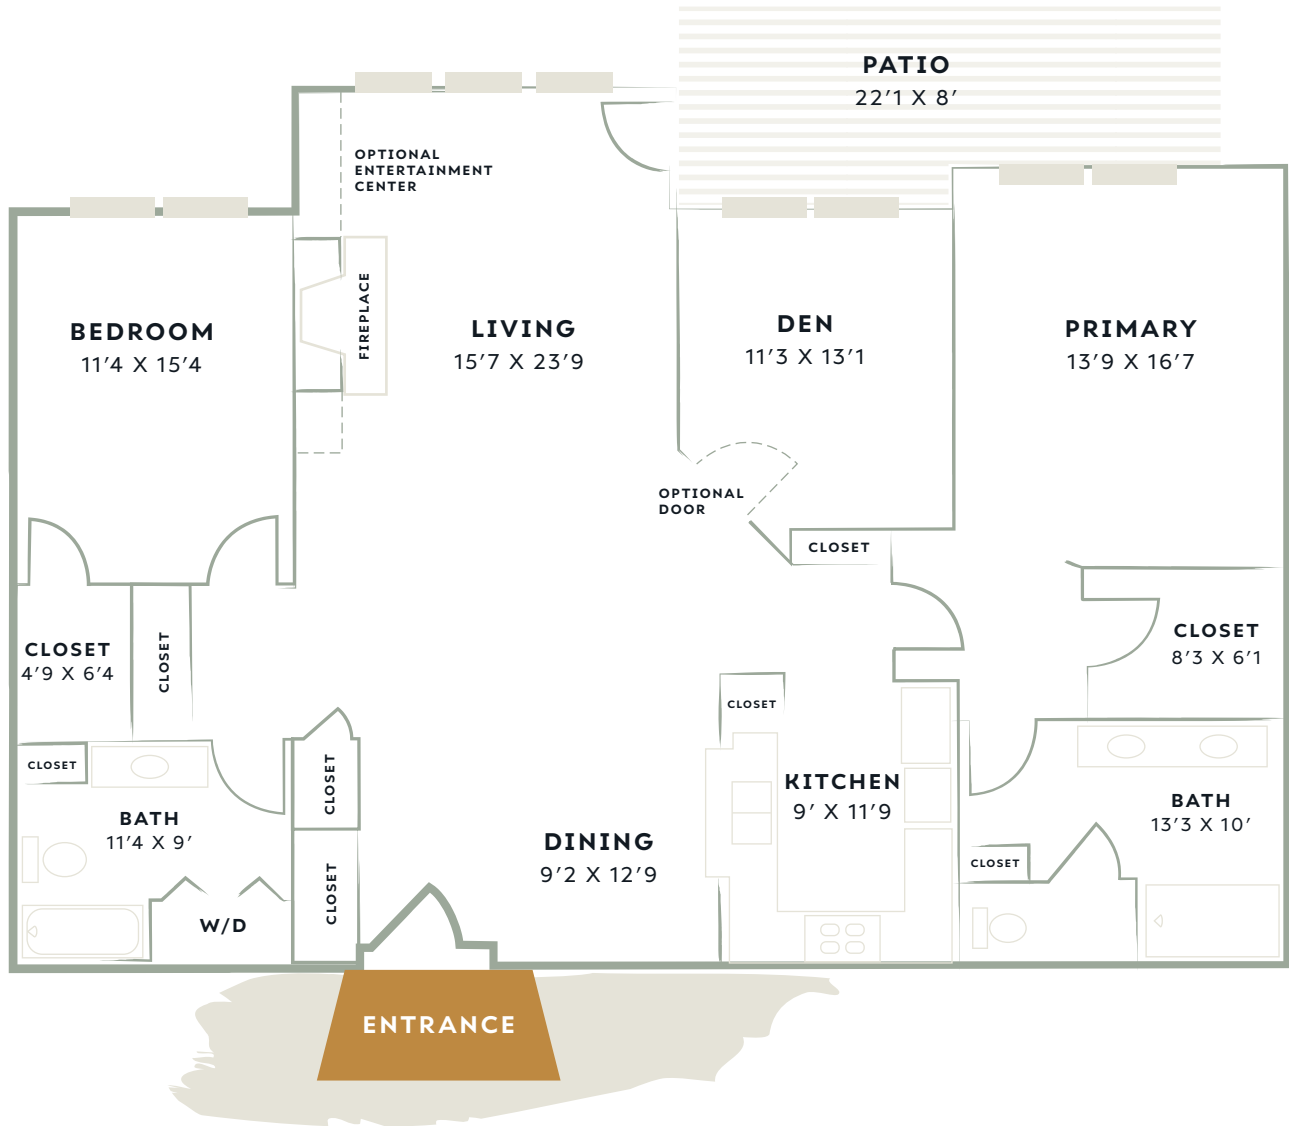 PATIO
22′1 X 8′
OPTIONAL
ENTERTAINMENT
CENTER
FIREPLACE
BEDROOM
11′4 X 15′4
LIVING
15′7 X 23′9
DEN
11′3 X 13′1
PRIMARY
13′9 X 16′7
OPTIONAL
DOOR
CLOSET
CLOSET
4′9 X 6′4
CLOSET
CLOSET
8′3 X 6′1
CLOSET
CLOSET
BATH
11′4 X 9′
CLOSET
KITCHEN
9′ X 11′9
BATH
13′3 X 10′
DINING
9′2 X 12′9
CLOSET
CLOSET
W/D
ENTRANCE